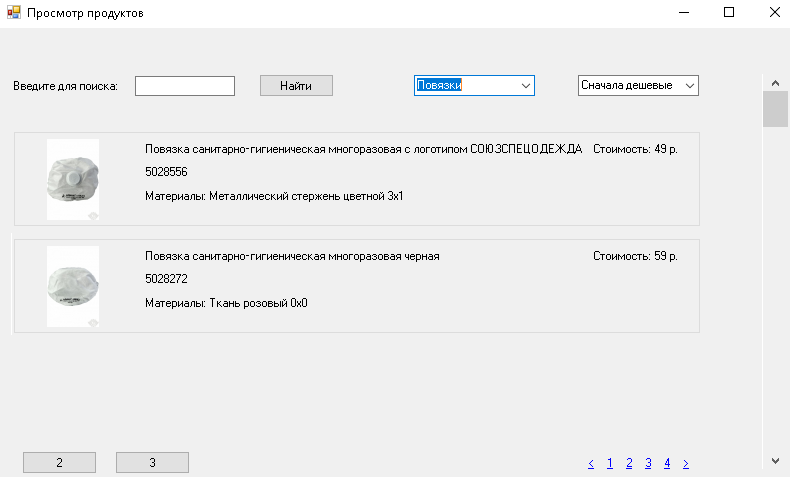 Просмотр продуктов
Введите для поиска: Найти Повязки Сначала дешевые
Повязка санитарно-гигиеническая многоразовая с логотипом СОЮЗСПЕЦОДЕЖДА Стоимость: 49 р.
5028556
Материалы: Металлический стержень цветной 3x1
Повязка санитарно-гигиеническая многоразовая черная Стоимость: 59 р.
5028272
Материалы: Ткань розовый 0x0
2 3 < 1 2 3 4 >